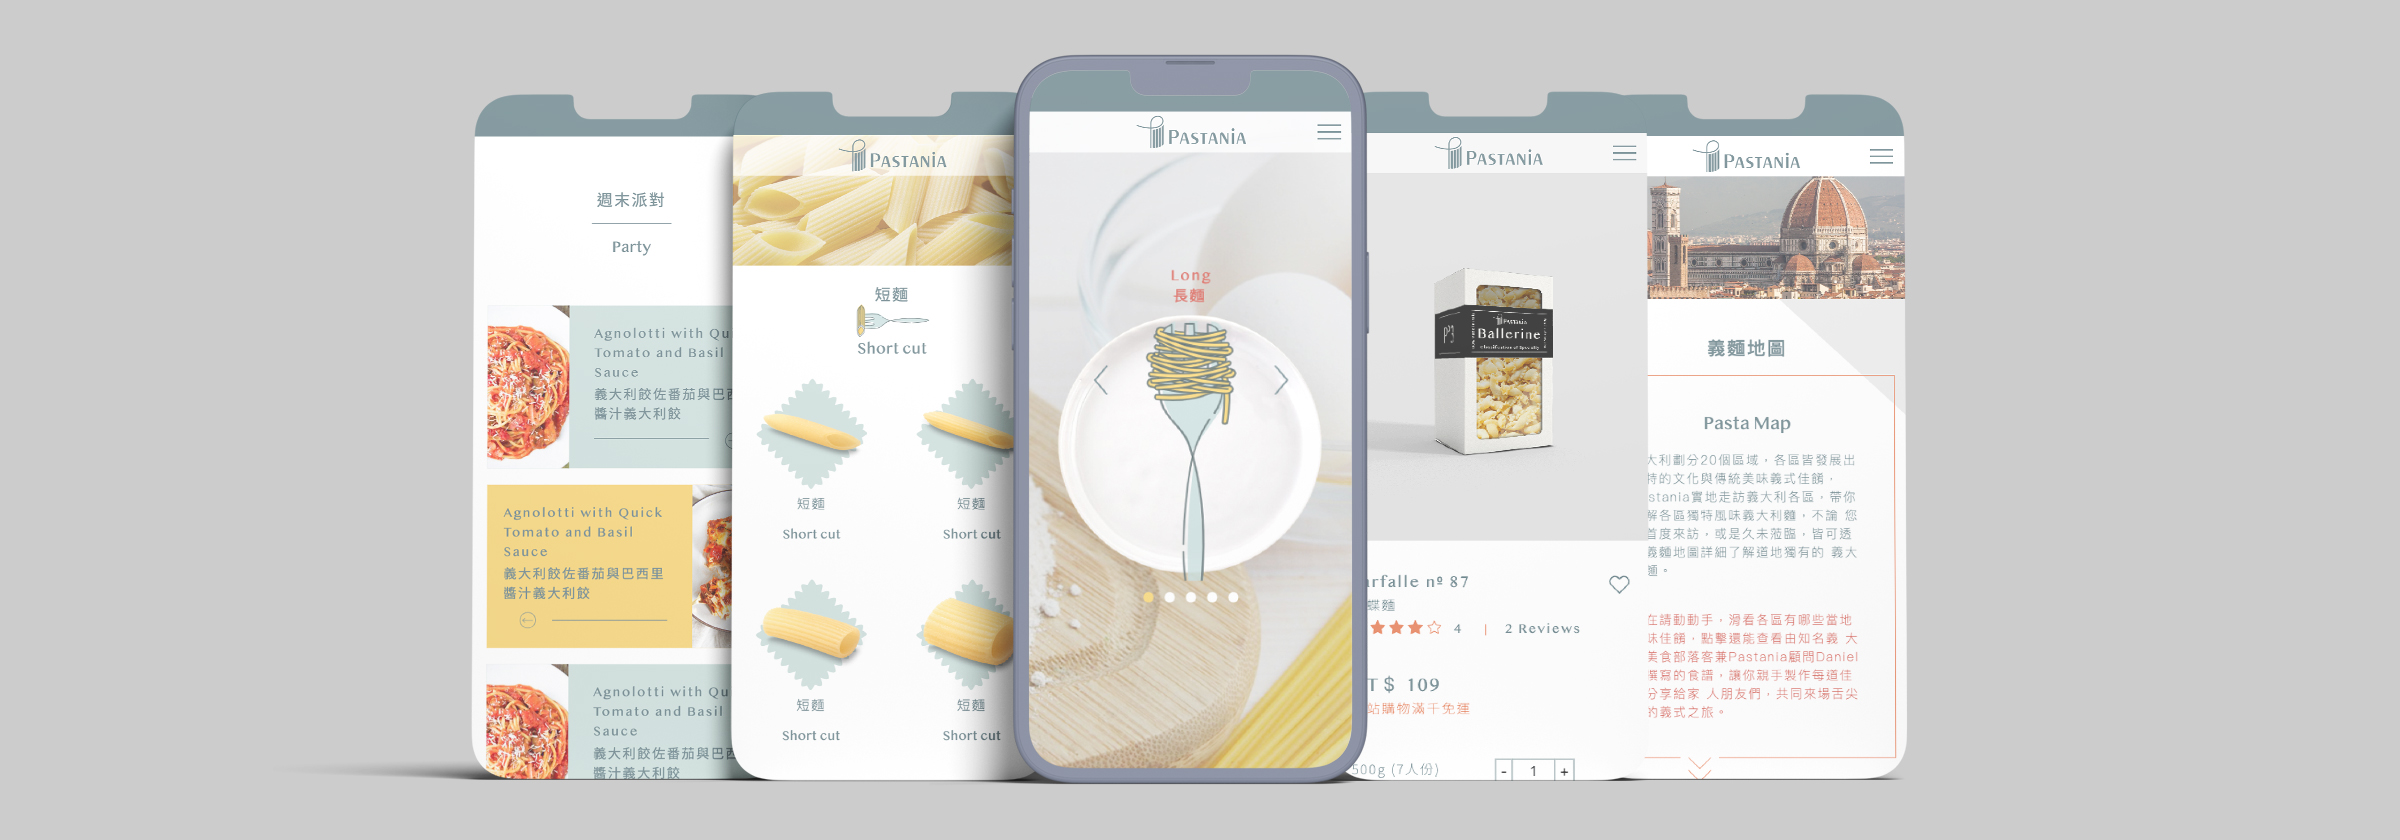 週末派對
Party
Agnolotti with Qu
Tomato and Basil
Sauce
義大利餃佐番茄與巴
醬汁義大利餃
Agnolotti with Quick
Tomato and Basil
Sauce
義大利餃佐番茄與巴西里
醬汁義大利餃
Agnolotti with Qu
Tomato and Basil
Sauce
義大利餃佐番茄與巴
醬汁義大利餃
PASTANiA
短麵
Short cut
短麵
Short cut
短麵
Short cut
短麵
Short cut
短麵
Short cut
PASTANiA
Long
長麵
PASTANiA
PASTANiA
Ballerine
Classification of Specialty
arfalle nº 87
蝶麵
4 | 2 Reviews
T $ 109
站購物滿千免運
500g (7人份)
- 1 +
PASTANiA
義麵地圖
Pasta Map
大利劃分20個區域，各區皆發展出
特的文化與傳統美味義式佳餚，
astania實地走訪義大利各區，帶你
解各區獨特風味義大利麵，不論 您
首度來訪，或是久未蒞臨，皆可透
義麵地圖詳細了解道地獨有的 義大
麵。
在請動動手，滑看各區有哪些當地
味佳餚，點擊還能查看由知名義 大
美食部落客兼Pastania顧問Daniel
撰寫的食譜，讓你親手製作每道佳
分享給家 人朋友們，共同來場舌尖
的義式之旅。